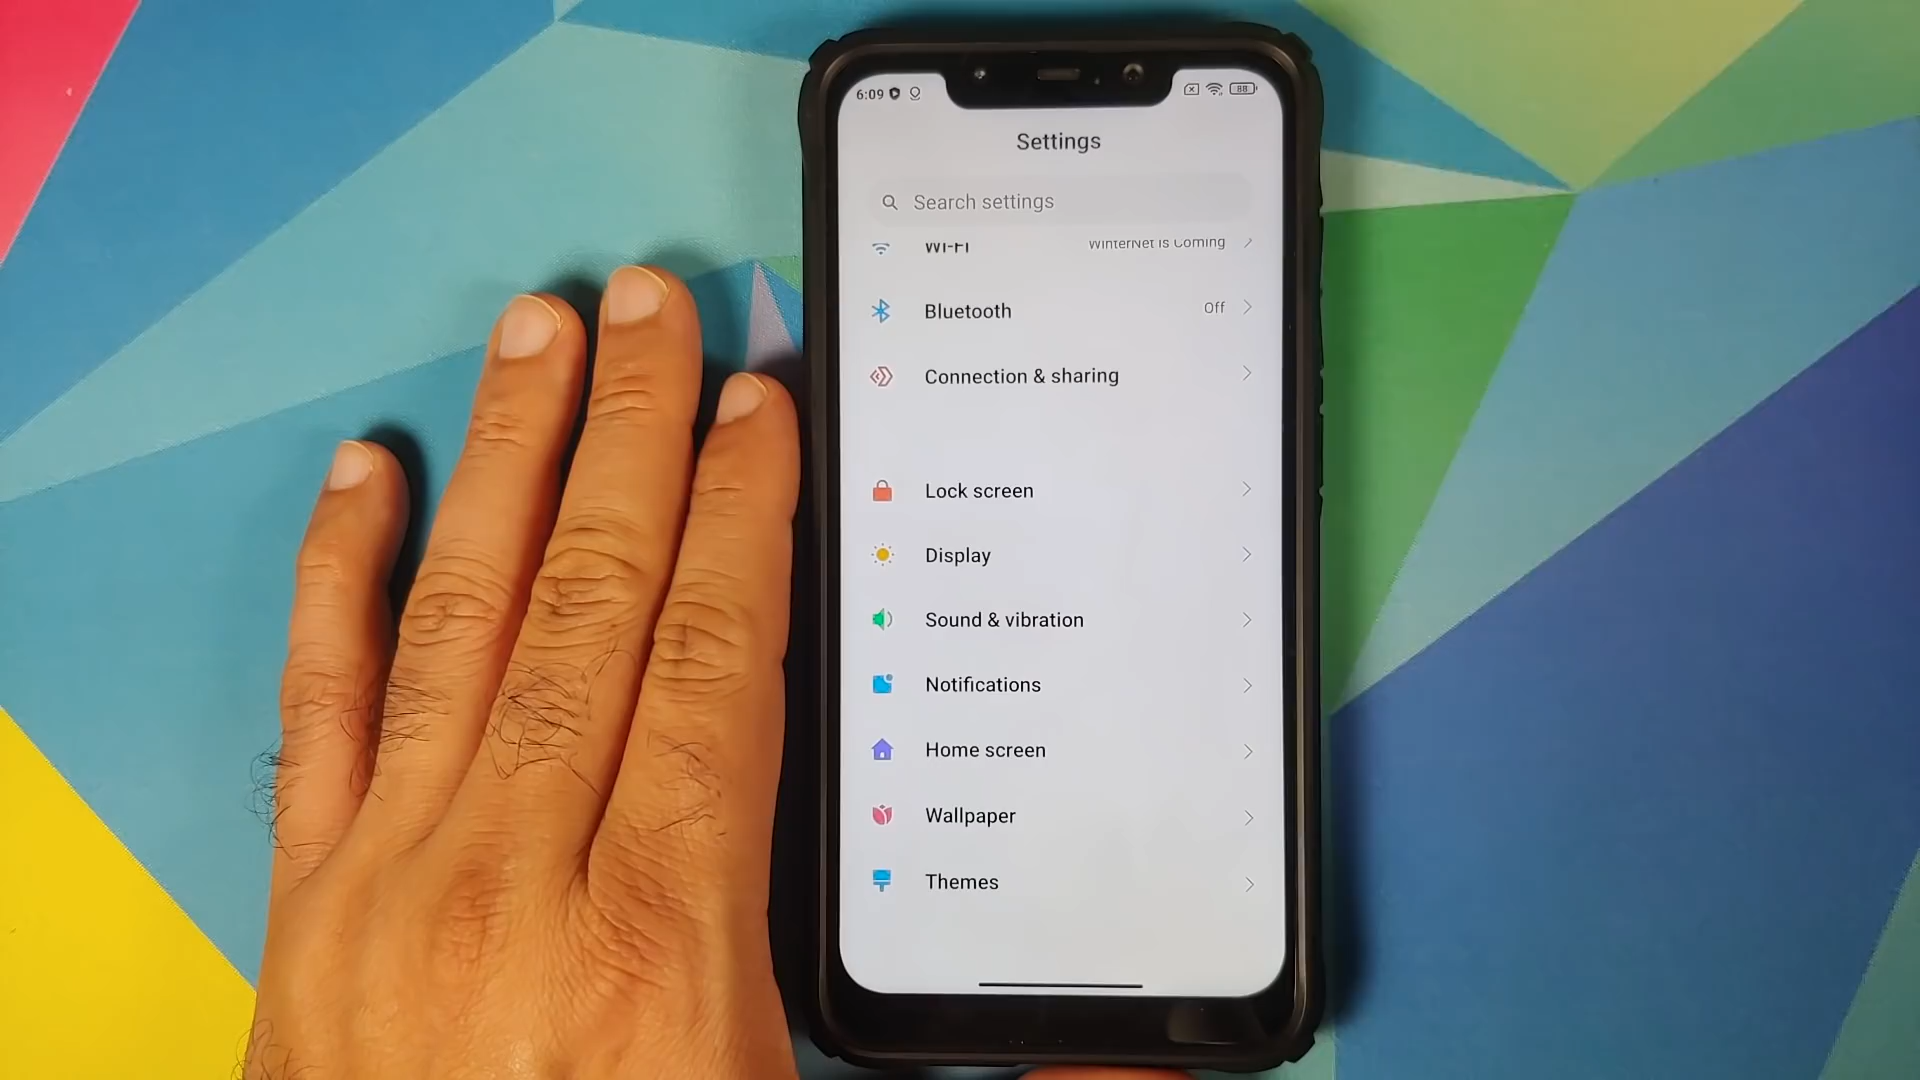 6:09 88
Settings
Search settings
Wi-Fi WinterNet is Coming
Bluetooth Off
Connection & sharing
Lock screen
Display
Sound & vibration
Notifications
Home screen
Wallpaper
Themes